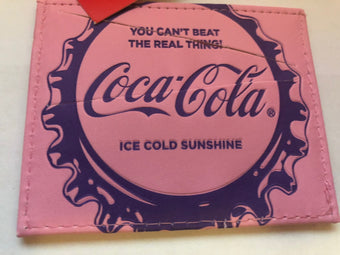 YOU CAN'T BEAT
THE REAL THING!
Coca-Cola®
ICE COLD SUNSHINE